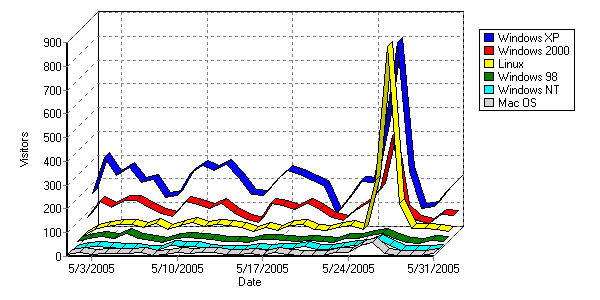 900
800
700
600
500
400
300
200
100
0
Visitors
5/3/2005 5/10/2005 5/17/2005 5/24/2005 5/31/2005
Date
Windows XP
Windows 2000
Linux
Windows 98
Windows NT
Mac OS